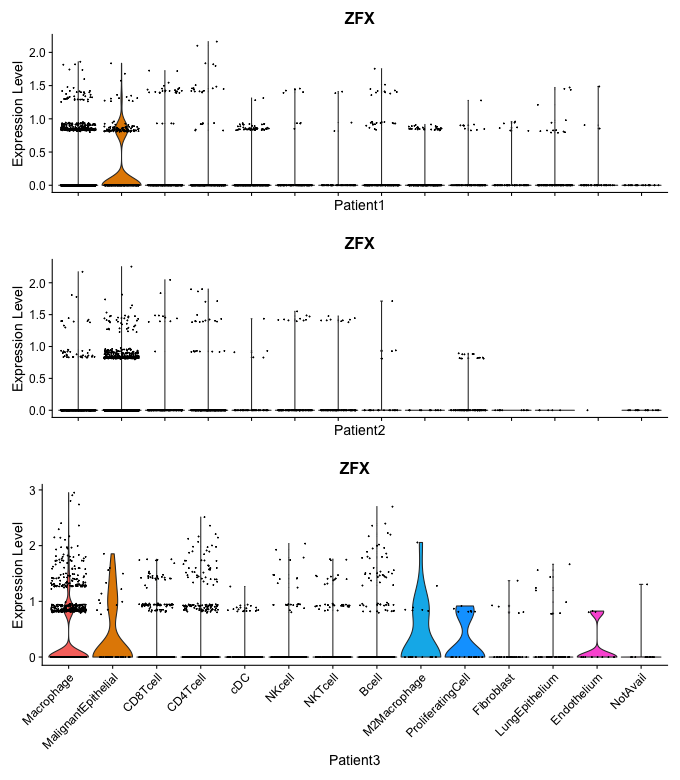 ZFX
Expression Level
2.0
1.5
1.0
0.5
0.0
Patient1
ZFX
Expression Level
2.0
1.5
1.0
0.5
0.0
Patient2
ZFX
Expression Level
3
2
1
0
Macrophage
MalignantEpithelial
CD8Tcell
CD4Tcell
cDC
NKcell
NKTcell
Bcell
M2Macrophage
ProliferatingCell
Fibroblast
LungEpithelium
Endothelium
NotAvail
Patient3